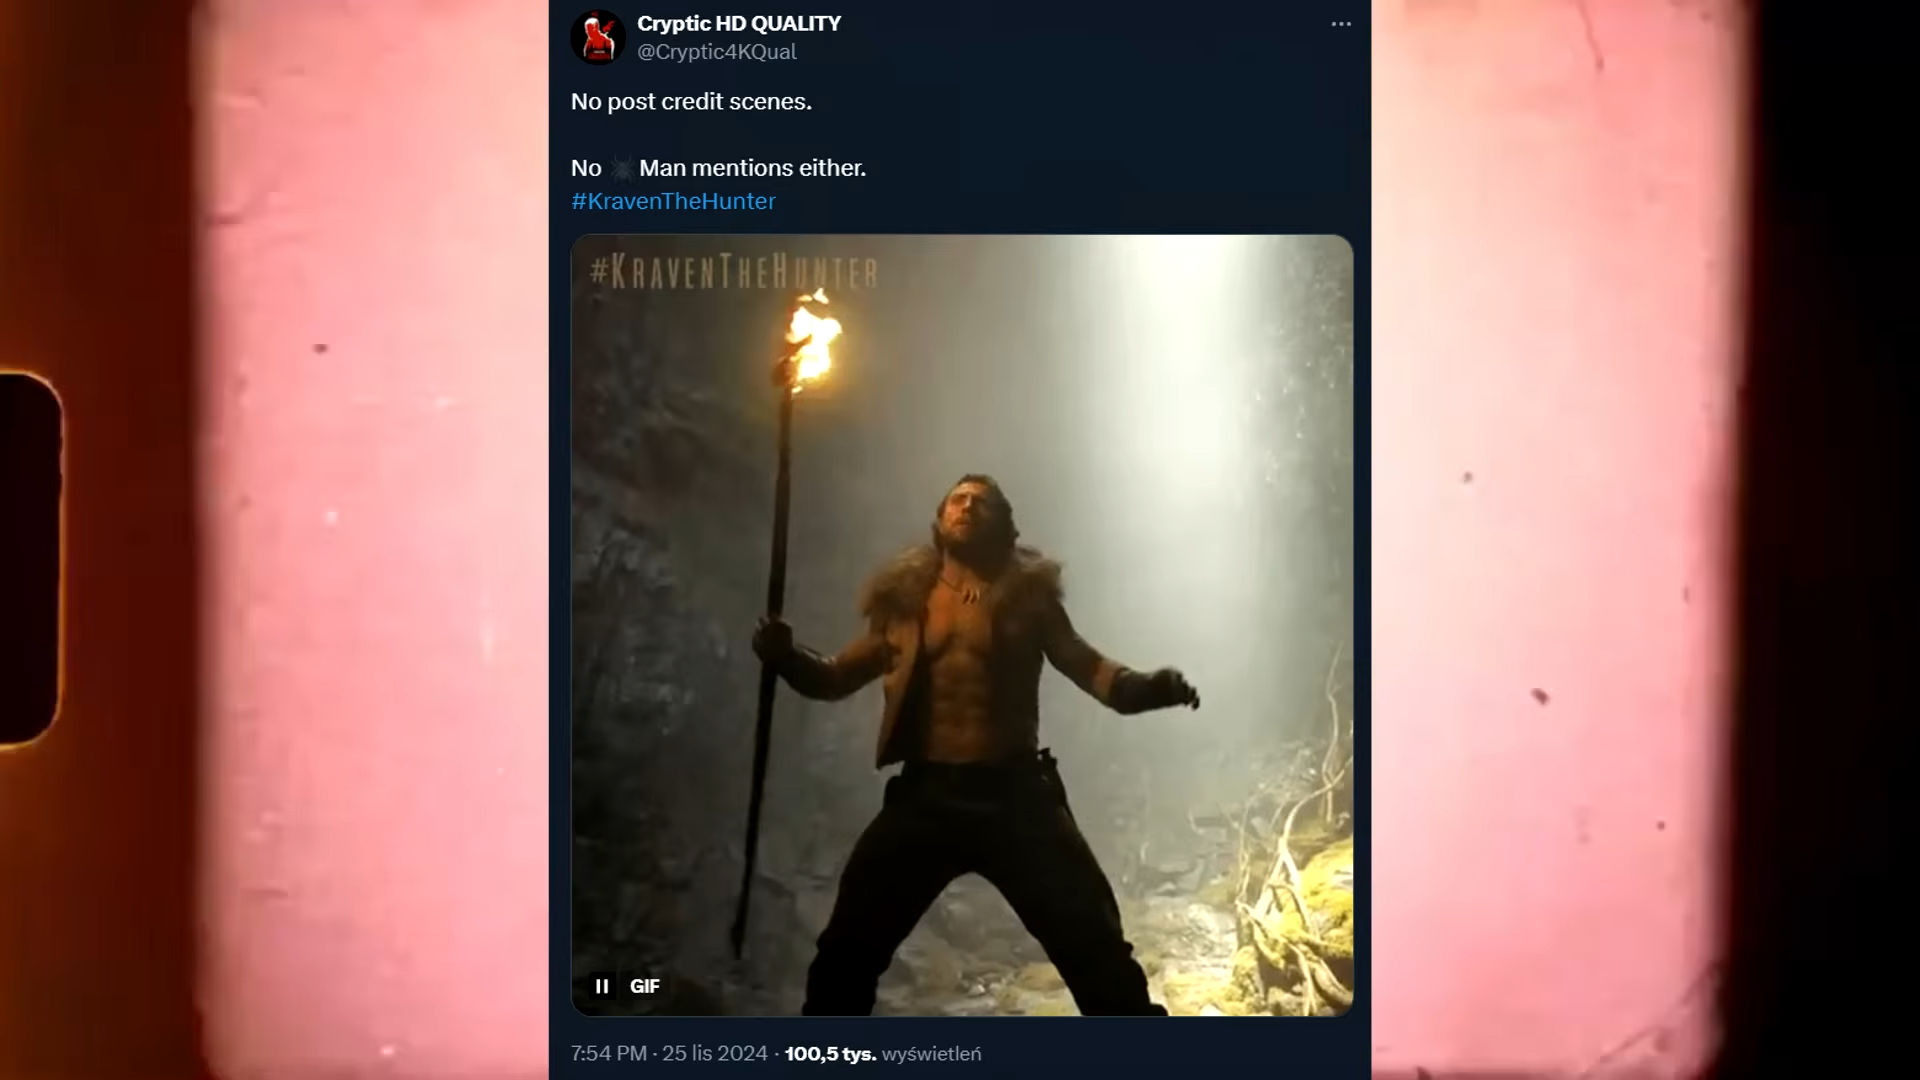 Cryptic HD QUALITY
@Cryptic4KQual
No post credit scenes.
No 🕷️Man mentions either.
#KravenTheHunter
#KRAVENTHEHUNTER
GIF
7:54 PM · 25 lis 2024 · 100,5 tys. wyświetleń